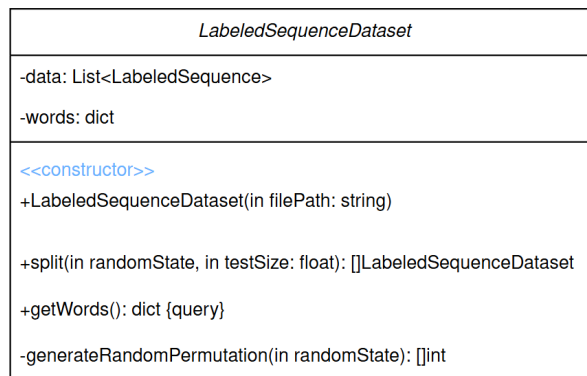 LabeledSequenceDataset
-data: List<LabeledSequence>
-words: dict
<<constructor>>
+LabeledSequenceDataset(in filePath: string)
+split(in randomState, in testSize: float): []LabeledSequenceDataset
+getWords(): dict {query}
-generateRandomPermutation(in randomState): []int